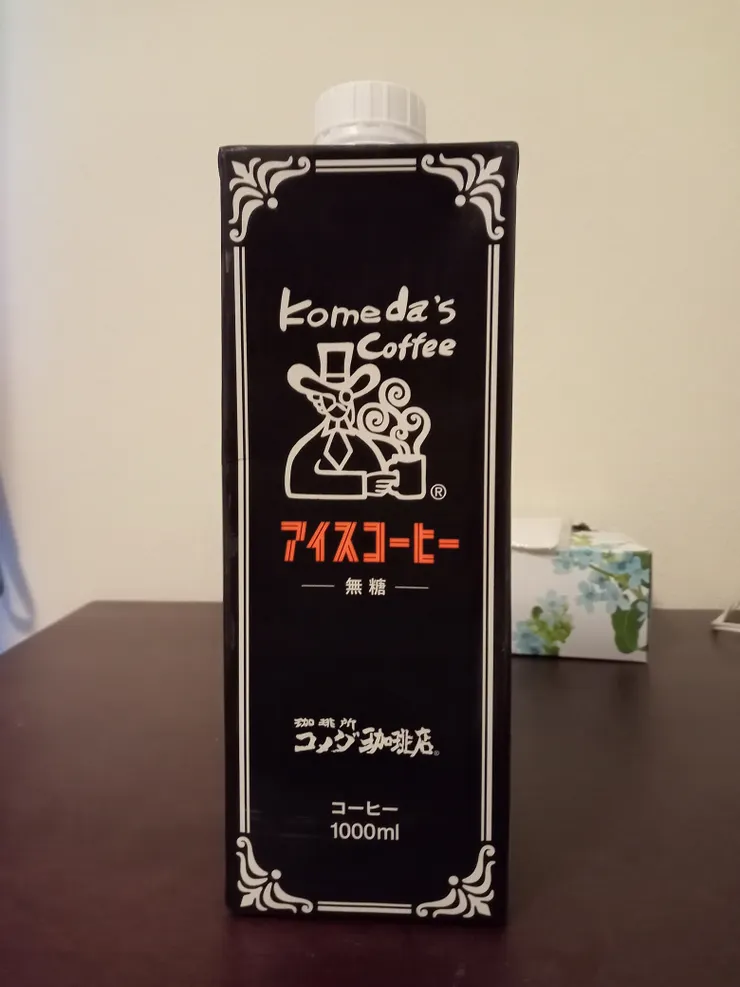 Komeda's
Coffee
®
アイスコーヒー
無糖
珈琲所
コメダ珈琲店®
コーヒー
1000ml